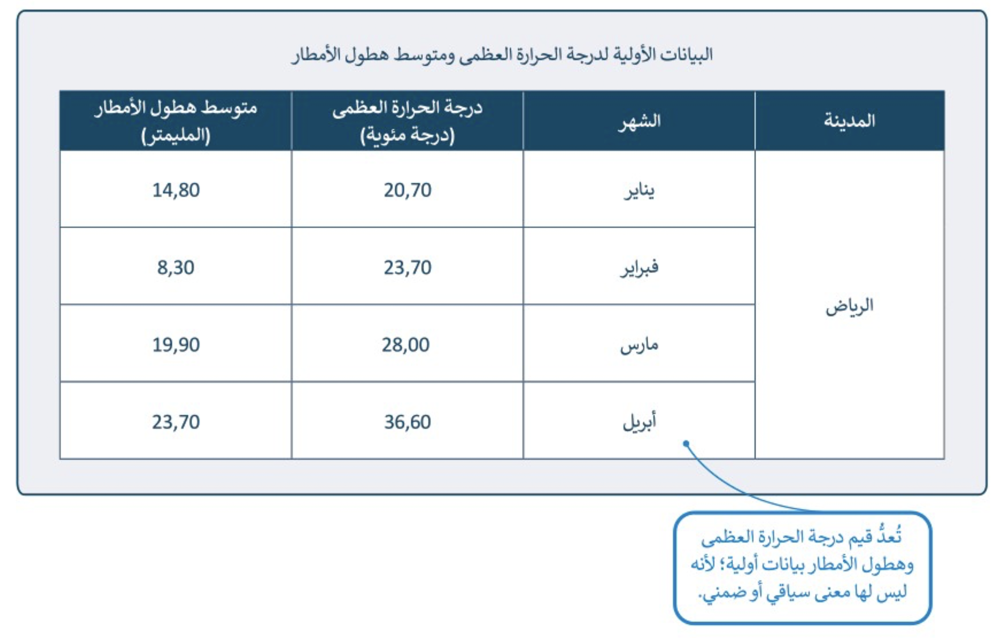 البيانات الأولية لدرجة الحرارة العظمى ومتوسط هطول الأمطار
المدينة
الشهر
درجة الحرارة العظمى
(درجة مئوية)
متوسط هطول الأمطار
(المليمتر)
الرياض
يناير
20,70
14,80
فبراير
23,70
8,30
مارس
28,00
19,90
أبريل
36,60
23,70
تُعدُّ قيم درجة الحرارة العظمى
وهطول الأمطار بيانات أولية؛ لأنه
ليس لها معنى سياقي أو ضمني.